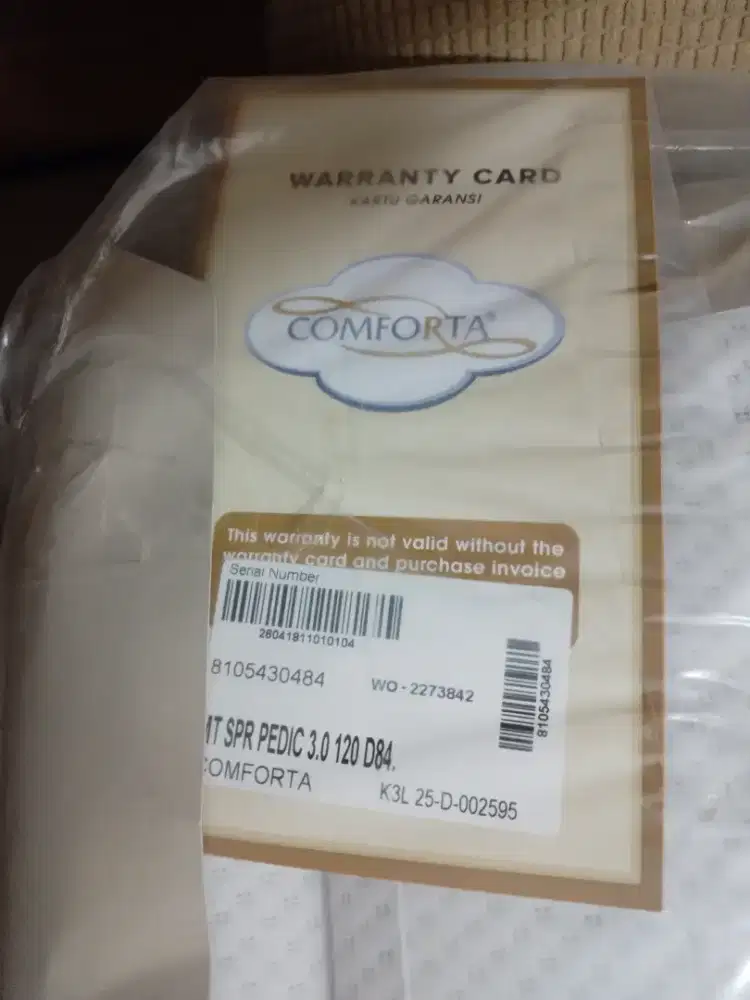 WARRANTY CARD
KARTU GARANSI
COMFORTA®
This warranty is not valid without the
warranty card and purchase invoice
Serial Number
28041811010104
8105430484
WO - 2273842
8105430484
MT SPR PEDIC 3.0 120 D84.
COMFORTA
K3L 25-D-002595